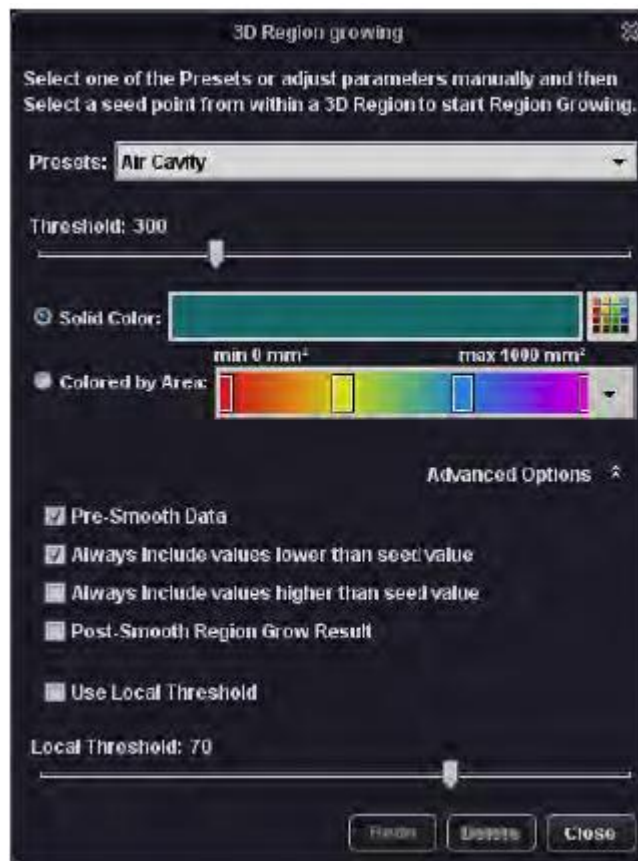 3D Region growing
Select one of the Presets or adjust parameters manually and then
Select a seed point from within a 3D Region to start Region Growing.
Presets: Air Cavity
Threshold: 300
Solid Color:
min 0 mm² max 1000 mm²
Colored by Area:
Advanced Options
Pre-Smooth Data
Always Include values lower than seed value
Always Include values higher than seed value
Post-Smooth Region Grow Result
Use Local Threshold
Local Threshold: 70
Delete Close